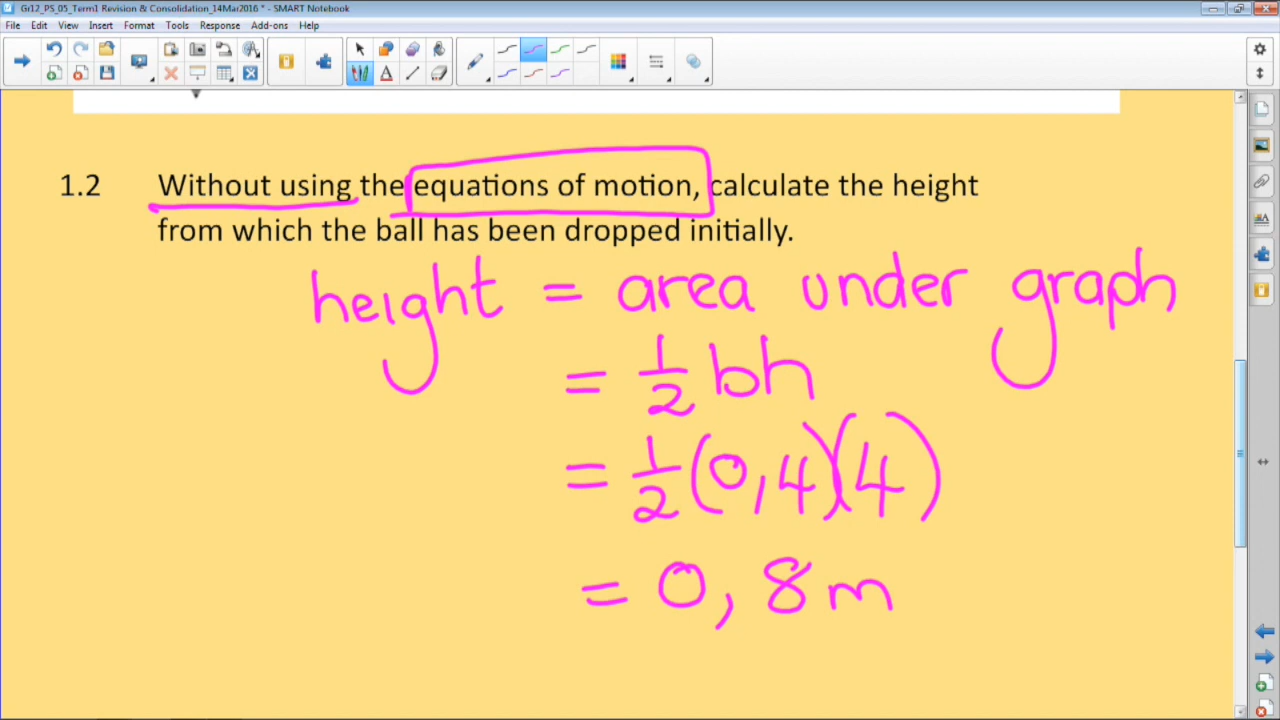 Gr12_PS_05_Term1 Revision & Consolidation_14Mar2016 * - SMART Notebook
File Edit View Insert Format Tools Response Add-ons Help
1.2 Without using the equations of motion, calculate the height
from which the ball has been dropped initially.
height = area under graph
= 1/2 bh
= 1/2 (0,4)(4)
= 0,8m